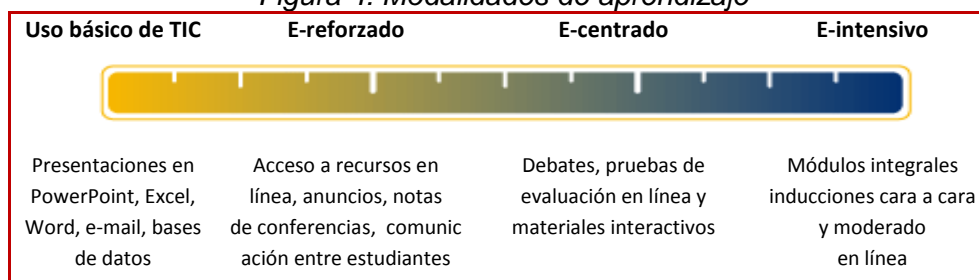 Figura 4. Modalidades de aprendizaje
Uso básico de TIC E-reforzado E-centrado E-intensivo
Presentaciones en PowerPoint, Excel, Word, e-mail, bases de datos
Acceso a recursos en línea, anuncios, notas de conferencias, comunic ación entre estudiantes
Debates, pruebas de evaluación en línea y materiales interactivos
Módulos integrales inducciones cara a cara y moderado en línea